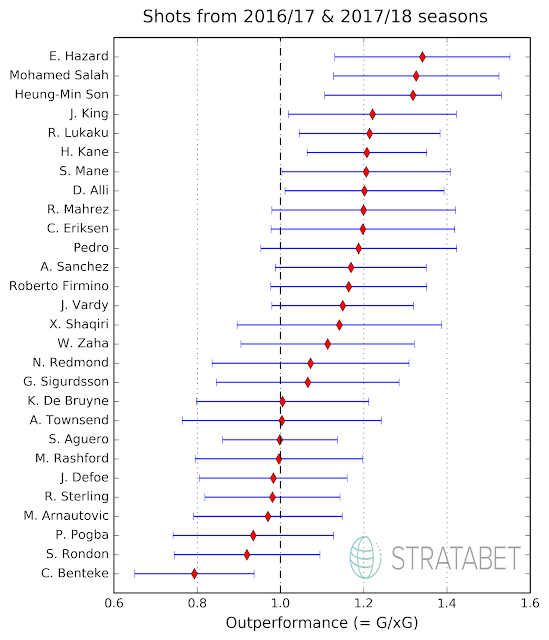 Shots from 2016/17 & 2017/18 seasons
E. Hazard
Mohamed Salah
Heung-Min Son
J. King
R. Lukaku
H. Kane
S. Mane
D. Alli
R. Mahrez
C. Eriksen
Pedro
A. Sanchez
Roberto Firmino
J. Vardy
X. Shaqiri
W. Zaha
N. Redmond
G. Sigurdsson
K. De Bruyne
A. Townsend
S. Aguero
M. Rashford
J. Defoe
R. Sterling
M. Arnautovic
P. Pogba
S. Rondon
C. Benteke
STRATABET
0.6 0.8 1.0 1.2 1.4 1.6
Outperformance (= G/xG)